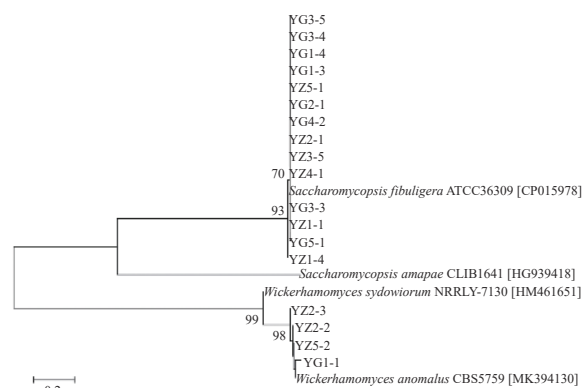 YG3-5
YG3-4
YG1-4
YG1-3
YZ5-1
YG2-1
YG4-2
YZ2-1
YZ3-5
70 YZ4-1
Saccharomycopsis fibuligera ATCC36309 [CP015978]
93 YG3-3
YZ1-1
YG5-1
YZ1-4
Saccharomycopsis amapae CLIB1641 [HG939418]
Wickerhamomyces sydowiorum NRRLY-7130 [HM461651]
99 YZ2-3
98 YZ2-2
YZ5-2
YG1-1
Wickerhamomyces anomalus CBS5759 [MK394130]